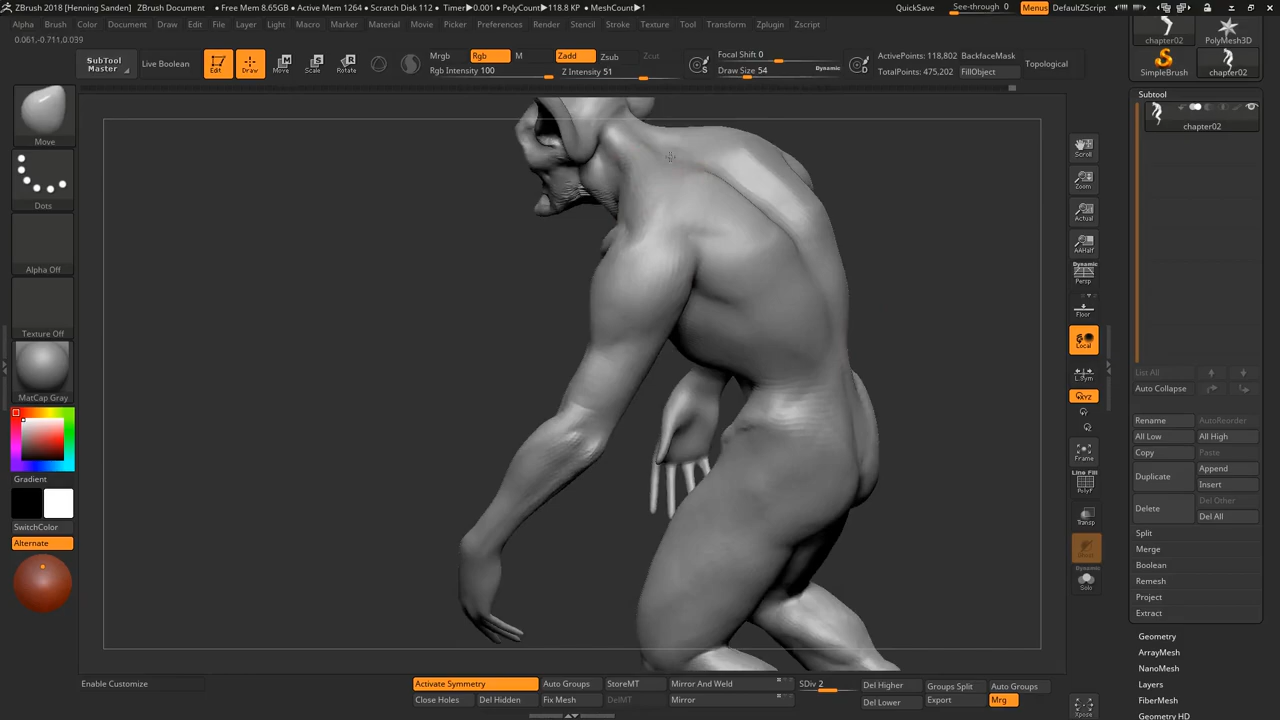 ZBrush 2018 [Henning Sanden] ZBrush Document • Free Mem 8.65GB • Active Mem 1264 • Scratch Disk 112 • Timer▶0.001 • PolyCount▶118.8 KP • MeshCount▶1 QuickSave See-through 0 Menus DefaultZScript
Alpha Brush Color Document Draw Edit File Layer Light Macro Marker Material Movie Picker Preferences Render Stencil Stroke Texture Tool Transform Zplugin Zscript
0.061,-0.711,0.039
SubTool Master
Live Boolean
Edit Draw Move Scale Rotate
Mrgb Rgb M
Rgb Intensity 100
Zadd Zsub Zcut
Z Intensity 51
S
Focal Shift 0
Draw Size 54 Dynamic
D
ActivePoints: 118,802 BackfaceMask
TotalPoints: 475,202 FillObject
Topological
chapter02 PolyMesh3D
SimpleBrush chapter02
Move
Dots
Alpha Off
Texture Off
MatCap Gray
Gradient
SwitchColor
Alternate
Scroll
Zoom
Actual
AAHalf
Dynamic
Persp
Floor
Local
L.Sym
XYZ
Frame
Line Fill
PolyF
Transp
Dynamic
Solo
Xpose
Subtool
chapter02
List All
Auto Collapse
Rename AutoReorder
All Low All High
Copy Paste
Duplicate Append
Insert
Delete Del Other
Del All
Split
Merge
Boolean
Remesh
Project
Extract
Geometry
ArrayMesh
NanoMesh
Layers
FiberMesh
Geometry HD
Enable Customize
Activate Symmetry Auto Groups StoreMT Mirror And Weld SDiv 2 Del Higher Groups Split Auto Groups
Close Holes Del Hidden Fix Mesh DelMT Mirror Del Lower Export Mrg